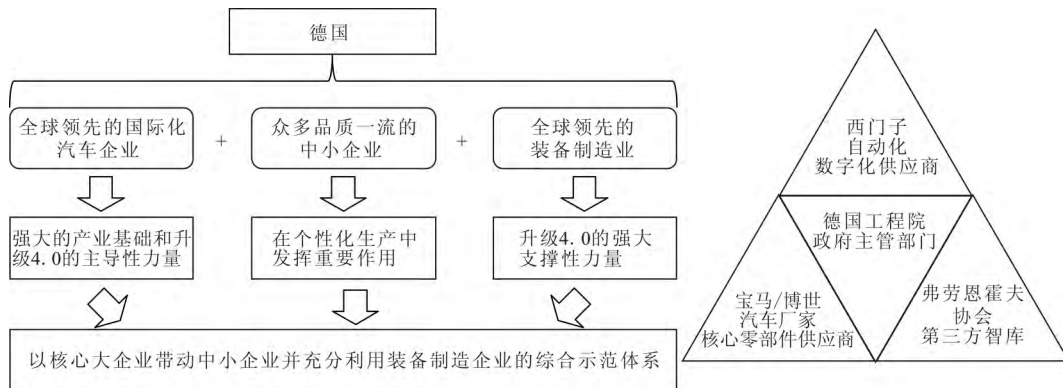 德国
全球领先的国际化
汽车企业
+
众多品质一流的
中小企业
+
全球领先的
装备制造业
强大的产业基础和升
级4.0的主导性力量
在个性化生产中
发挥重要作用
升级4.0的强大
支撑性力量
以核心大企业带动中小企业并充分利用装备制造企业的综合示范体系
西门子
自动化
数字化供应商
德国工程院
政府主管部门
宝马/博世
汽车厂家
核心零部件供应商
弗劳恩霍夫
协会
第三方智库